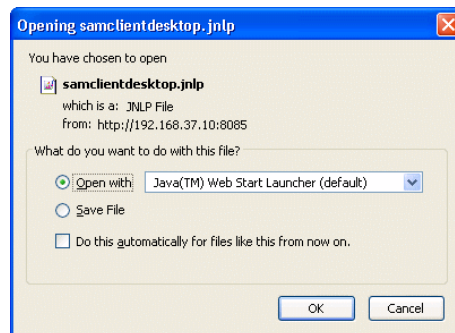 Opening samclientdesktop.jnlp
You have chosen to open
samclientdesktop.jnlp
which is a: JNLP File
from: http://192.168.37.10:8085
What do you want to do with this file?
Open with Java(TM) Web Start Launcher (default)
Save File
Do this automatically for files like this from now on.
OK Cancel